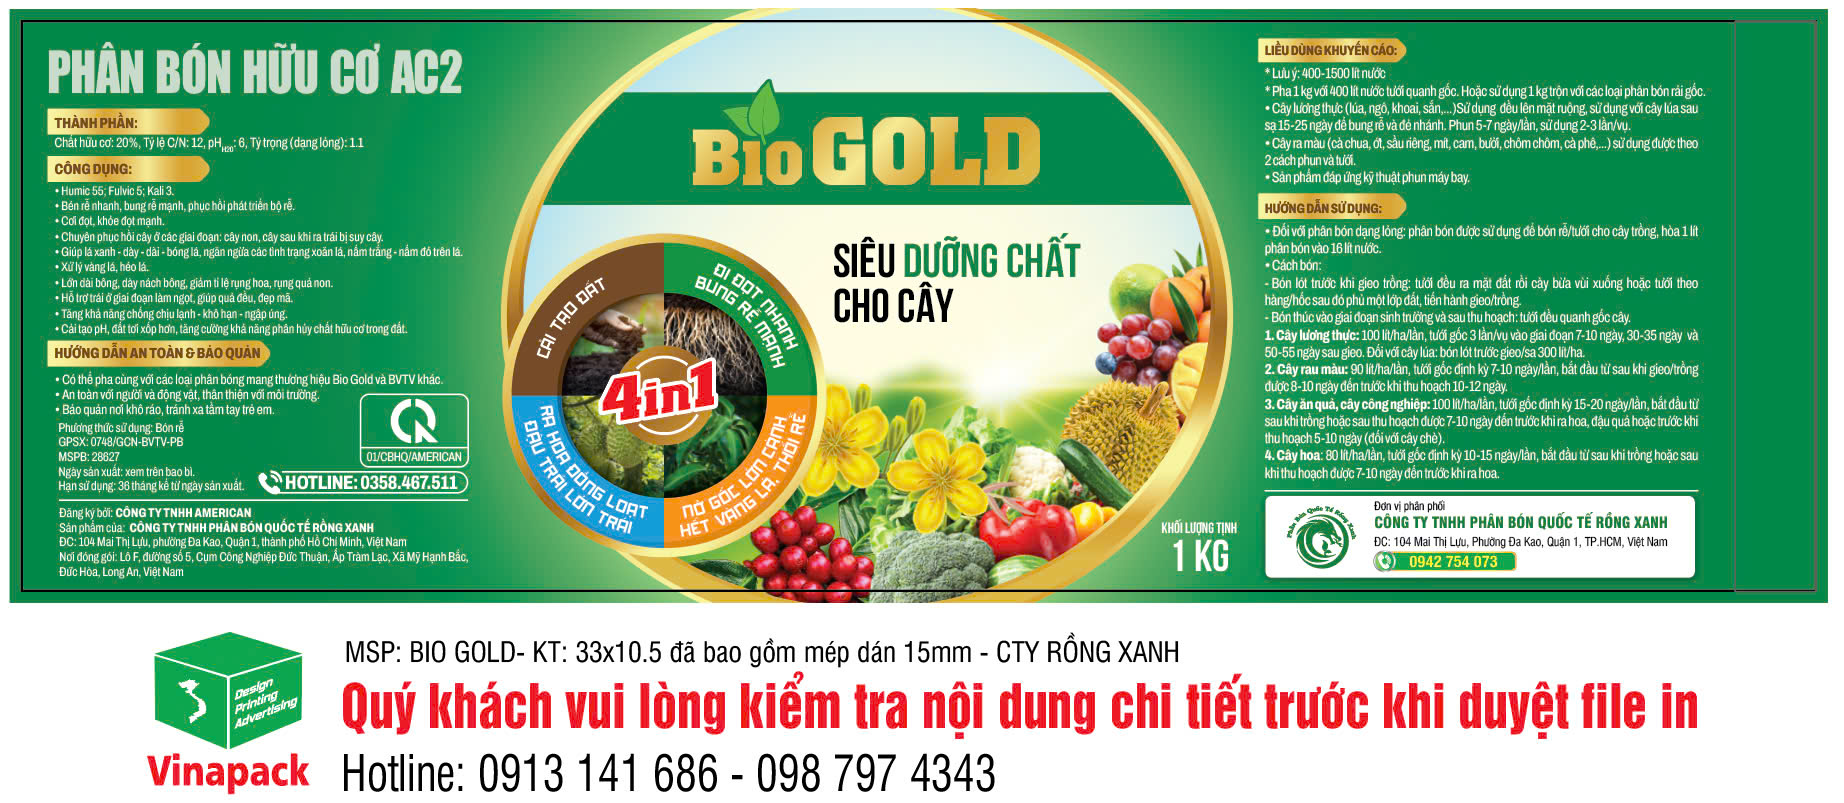 PHÂN BÓN HỮU CƠ AC2
THÀNH PHẦN:
Chất hữu cơ: 20%, Tỷ lệ C/N: 12, pHH20: 6, Tỷ trọng (dạng lỏng): 1.1
CÔNG DỤNG:
• Humic 55; Fulvic 5; Kali 3.
• Bén rễ nhanh, bung rễ mạnh, phục hồi phát triển bộ rễ.
• Cơi đọt, khỏe đọt mạnh.
• Chuyên phục hồi cây ở các giai đoạn: cây non, cây sau khi ra trái bị suy cây.
• Giúp lá xanh - dày - dài - bóng lá, ngăn ngừa các tình trạng xoăn lá, nấm trắng - nấm đỏ trên lá.
• Xử lý vàng lá, héo lá.
• Lớn dài bông, dày nách bông, giảm tỉ lệ rụng hoa, rụng quả non.
• Hỗ trợ trái ở giai đoạn làm ngọt, giúp quả đều, đẹp mã.
• Tăng khả năng chống chịu lạnh - khô hạn - ngập úng.
• Cải tạo pH, đất tơi xốp hơn, tăng cường khả năng phân hủy chất hữu cơ trong đất.
HƯỚNG DẪN AN TOÀN & BẢO QUẢN
• Có thể pha cùng với các loại phân bóng mang thương hiệu Bio Gold và BVTV khác.
• An toàn với người và động vật, thân thiện với môi trường.
• Bảo quản nơi khô ráo, tránh xa tầm tay trẻ em.
Phương thức sử dụng: Bón rễ
GPSX: 0748/GCN-BVTV-PB
MSPB: 28627
Ngày sản xuất: xem trên bao bì.
Hạn sử dụng: 36 tháng kể từ ngày sản xuất.
01/CBHQ/AMERICAN
HOTLINE: 0358.467.511
Đăng ký bởi: CÔNG TY TNHH AMERICAN
Sản phẩm của: CÔNG TY TNHH PHÂN BÓN QUỐC TẾ RỒNG XANH
ĐC: 104 Mai Thị Lựu, phường Đa Kao, Quận 1, thành phố Hồ Chí Minh, Việt Nam
Nơi đóng gói: Lô F, đường số 5, Cụm Công Nghiệp Đức Thuận, Ấp Tràm Lạc, Xã Mỹ Hạnh Bắc,
Đức Hòa, Long An, Việt Nam
Bio GOLD
SIÊU DƯỠNG CHẤT
CHO CÂY
CẢI TẠO ĐẤT
ĐI ĐỌT NHANH
BUNG RỄ MẠNH
4in1
RA HOA ĐỒNG LOẠT
ĐẬU TRÁI LỚN TRÁI
NỞ GỐC LỚN CÀNH
HẾT VÀNG LÁ, THỐI RỄ
KHỐI LƯỢNG TỊNH
1 KG
LIỀU DÙNG KHUYẾN CÁO:
* Lưu ý: 400-1500 lít nước
* Pha 1 kg với 400 lít nước tưới quanh gốc. Hoặc sử dụng 1 kg trộn với các loại phân bón rải gốc.
• Cây lương thực (lúa, ngô, khoai, sắn,...)Sử dụng đều lên mặt ruộng, sử dụng với cây lúa sau
sạ 15-25 ngày để bung rễ và đẻ nhánh. Phun 5-7 ngày/lần, sử dụng 2-3 lần/vụ.
• Cây ra màu (cà chua, ớt, sầu riêng, mít, cam, bưởi, chôm chôm, cà phê,...) sử dụng được theo
2 cách phun và tưới.
• Sản phẩm đáp ứng kỹ thuật phun máy bay.
HƯỚNG DẪN SỬ DỤNG:
• Đối với phân bón dạng lỏng: phân bón được sử dụng để bón rễ/tưới cho cây trồng, hòa 1 lít
phân bón vào 16 lít nước.
• Cách bón:
- Bón lót trước khi gieo trồng: tưới đều ra mặt đất rồi cày bừa vùi xuống hoặc tưới theo
hàng/hốc sau đó phủ một lớp đất, tiến hành gieo/trồng.
- Bón thúc vào giai đoạn sinh trưởng và sau thu hoạch: tưới đều quanh gốc cây.
1. Cây lương thực: 100 lít/ha/lần, tưới gốc 3 lần/vụ vào giai đoạn 7-10 ngày, 30-35 ngày và
50-55 ngày sau gieo. Đối với cây lúa: bón lót trước gieo/sạ 300 lít/ha.
2. Cây rau màu: 90 lít/ha/lần, tưới gốc định kỳ 7-10 ngày/lần, bắt đầu từ sau khi gieo/trồng
được 8-10 ngày đến trước khi thu hoạch 10-12 ngày.
3. Cây ăn quả, cây công nghiệp: 100 lít/ha/lần, tưới gốc định kỳ 15-20 ngày/lần, bắt đầu từ
sau khi trồng hoặc sau thu hoạch được 7-10 ngày đến trước khi ra hoa, đậu quả hoặc trước khi
thu hoạch 5-10 ngày (đối với cây chè).
4. Cây hoa: 80 lít/ha/lần, tưới gốc định kỳ 10-15 ngày/lần, bắt đầu từ sau khi trồng hoặc sau
khi thu hoạch được 7-10 ngày đến trước khi ra hoa.
Phân Bón Quốc Tế Rồng Xanh
Đơn vị phân phối
CÔNG TY TNHH PHÂN BÓN QUỐC TẾ RỒNG XANH
ĐC: 104 Mai Thị Lựu, Phường Đa Kao, Quận 1, TP.HCM, Việt Nam
0942 754 073
Design
Printing
Advertising
Vinapack
MSP: BIO GOLD- KT: 33x10.5 đã bao gồm mép dán 15mm - CTY RỒNG XANH
Quý khách vui lòng kiểm tra nội dung chi tiết trước khi duyệt file in
Hotline: 0913 141 686 - 098 797 4343